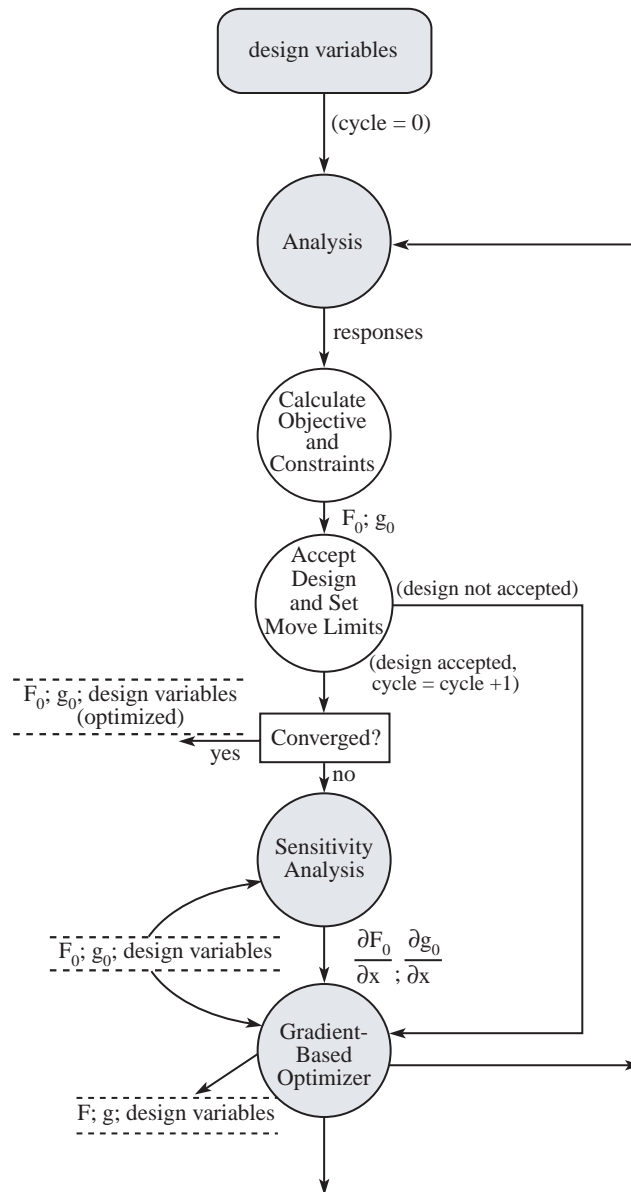 design variables
(cycle = 0)
Analysis
responses
Calculate
Objective
and
Constraints
F₀; g₀
Accept
Design
and Set
Move Limits
(design not accepted)
(design accepted,
cycle = cycle +1)
F₀; g₀; design variables
(optimized)
Converged?
yes
no
Sensitivity
Analysis
F₀; g₀; design variables
∂F₀/∂x ; ∂g₀/∂x
Gradient-
Based
Optimizer
F; g; design variables